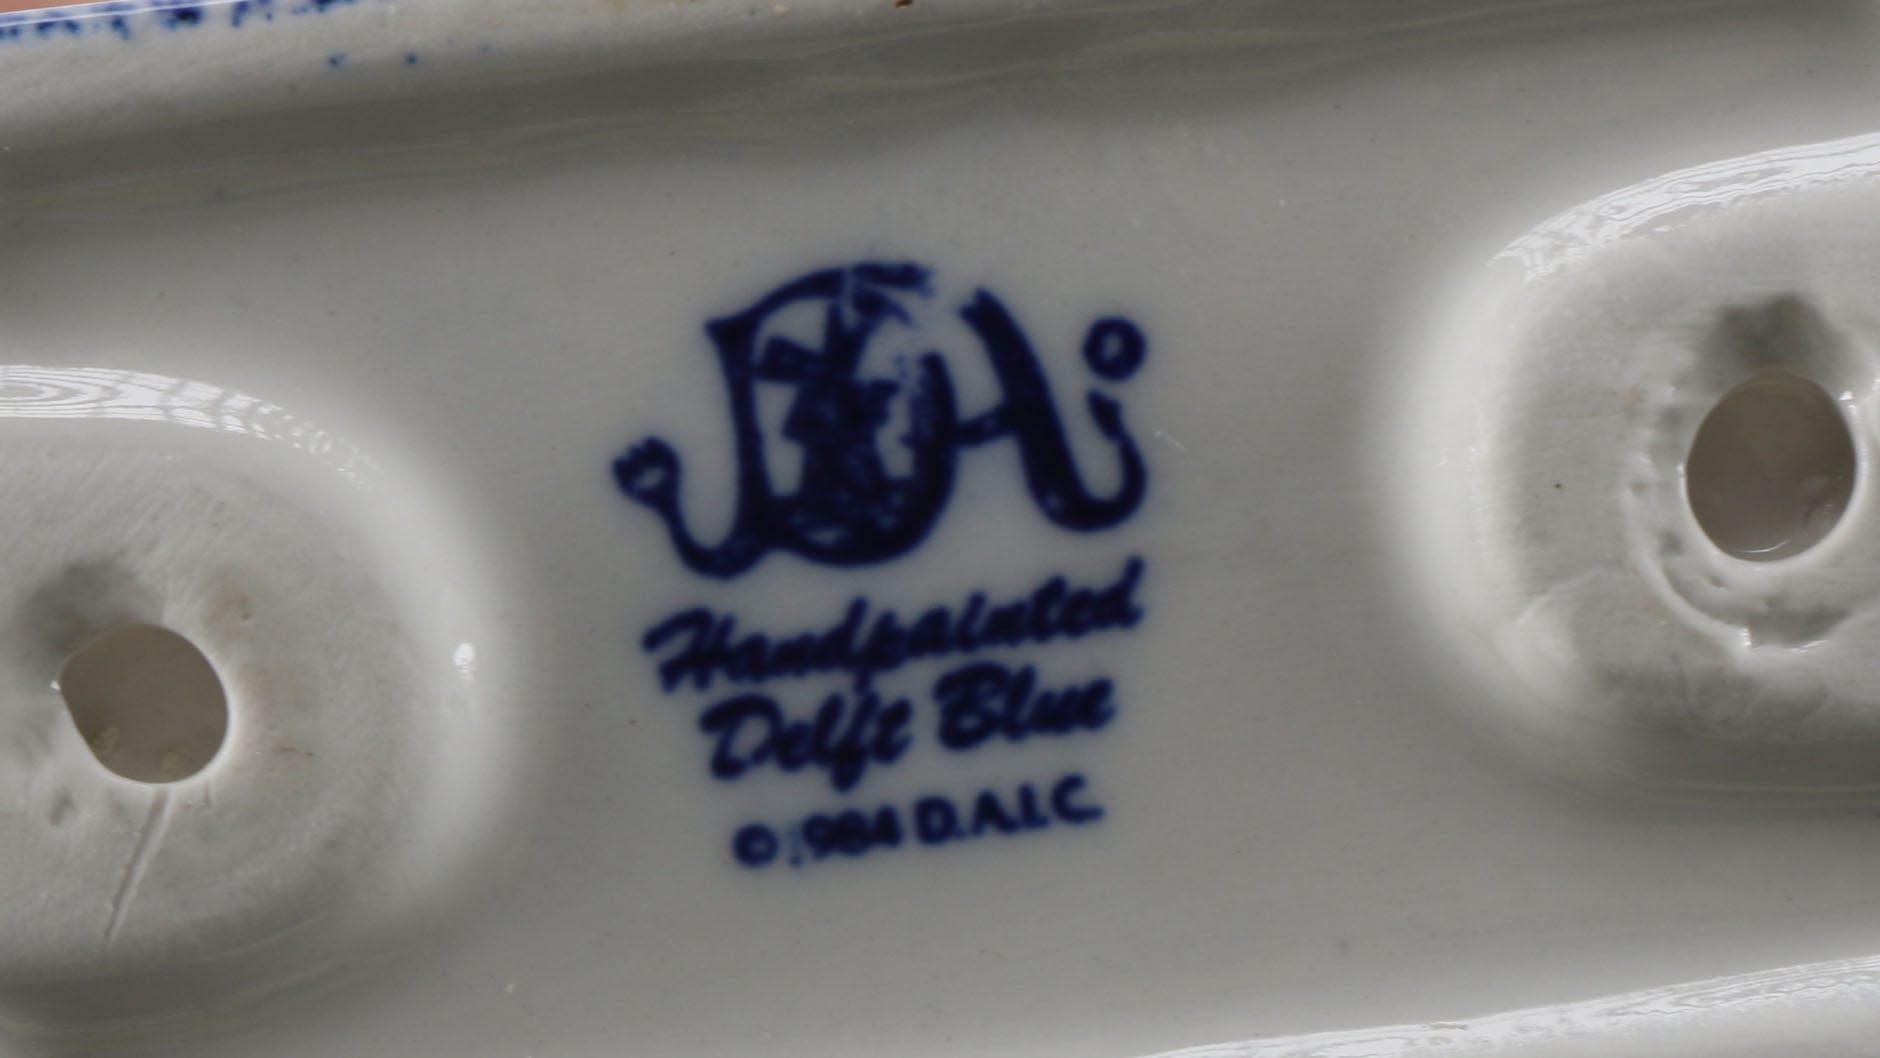 Handpainted
Delft Blue
©1984 D.A.I.C